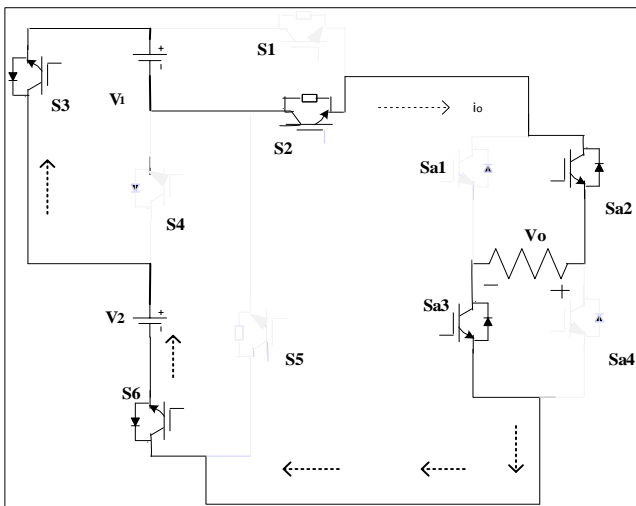 S1
+
-
V1
S3
S2
io
Sa1
Sa2
S4
Vo
-
+
V2
+
-
Sa3
S5
Sa4
S6